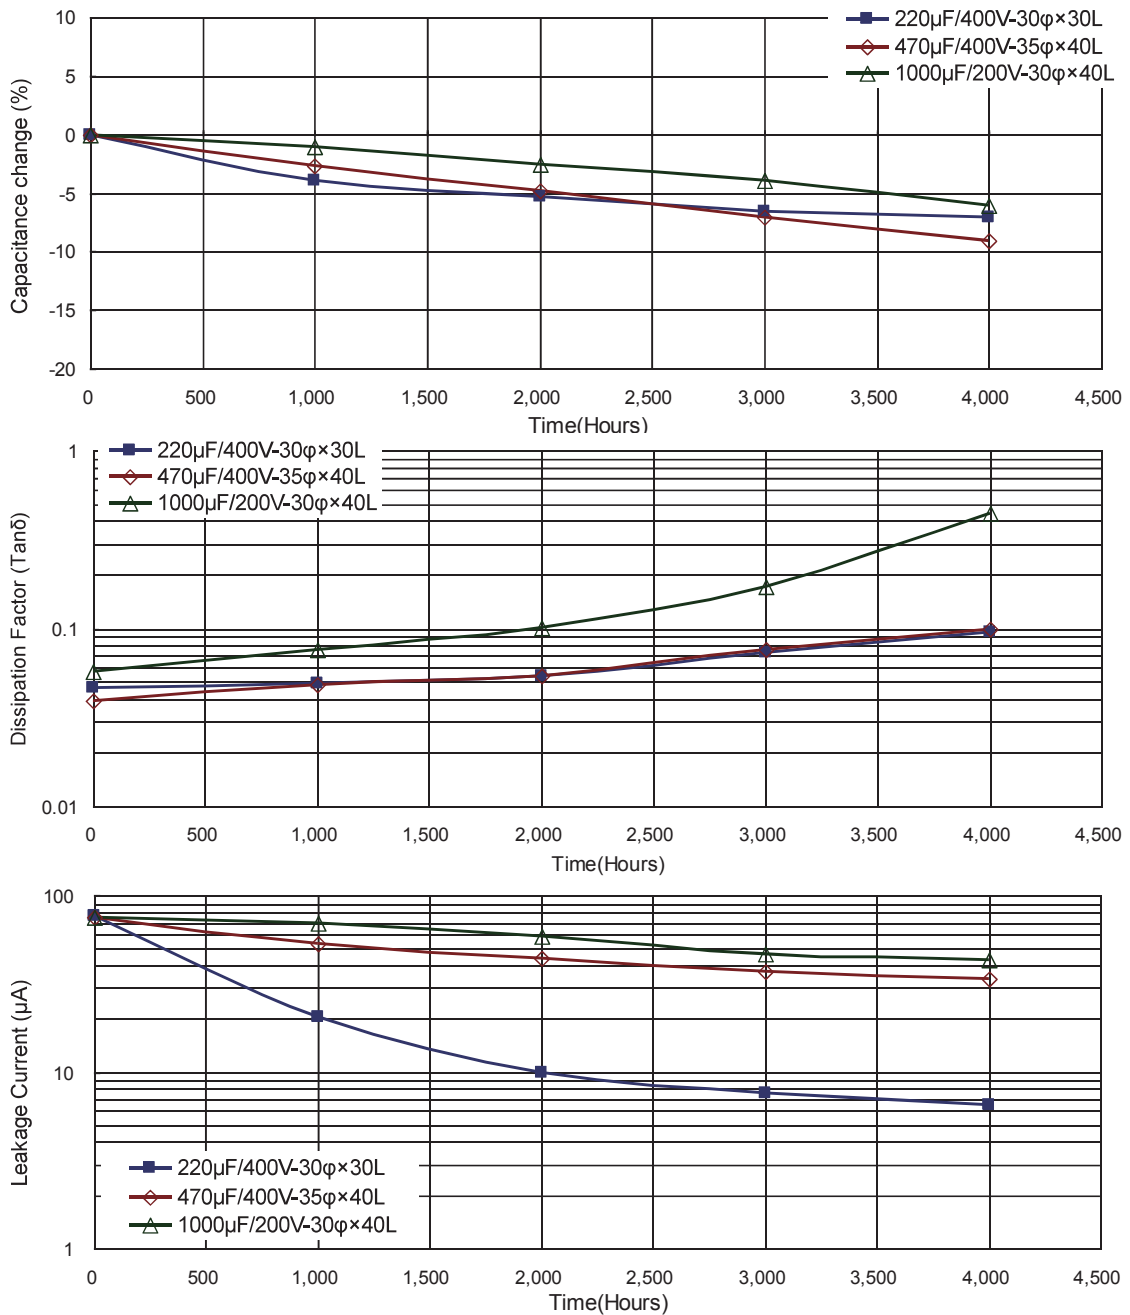 10
5
0
-5
-10
-15
-20
Capacitance change (%)
220µF/400V-30φ×30L
470µF/400V-35φ×40L
1000µF/200V-30φ×40L
0 500 1,000 1,500 2,000 2,500 3,000 3,500 4,000 4,500
Time(Hours)
1
0.1
0.01
Dissipation Factor (Tanδ)
220µF/400V-30φ×30L
470µF/400V-35φ×40L
1000µF/200V-30φ×40L
0 500 1,000 1,500 2,000 2,500 3,000 3,500 4,000 4,500
Time(Hours)
100
10
1
Leakage Current (µA)
220µF/400V-30φ×30L
470µF/400V-35φ×40L
1000µF/200V-30φ×40L
0 500 1,000 1,500 2,000 2,500 3,000 3,500 4,000 4,500
Time(Hours)